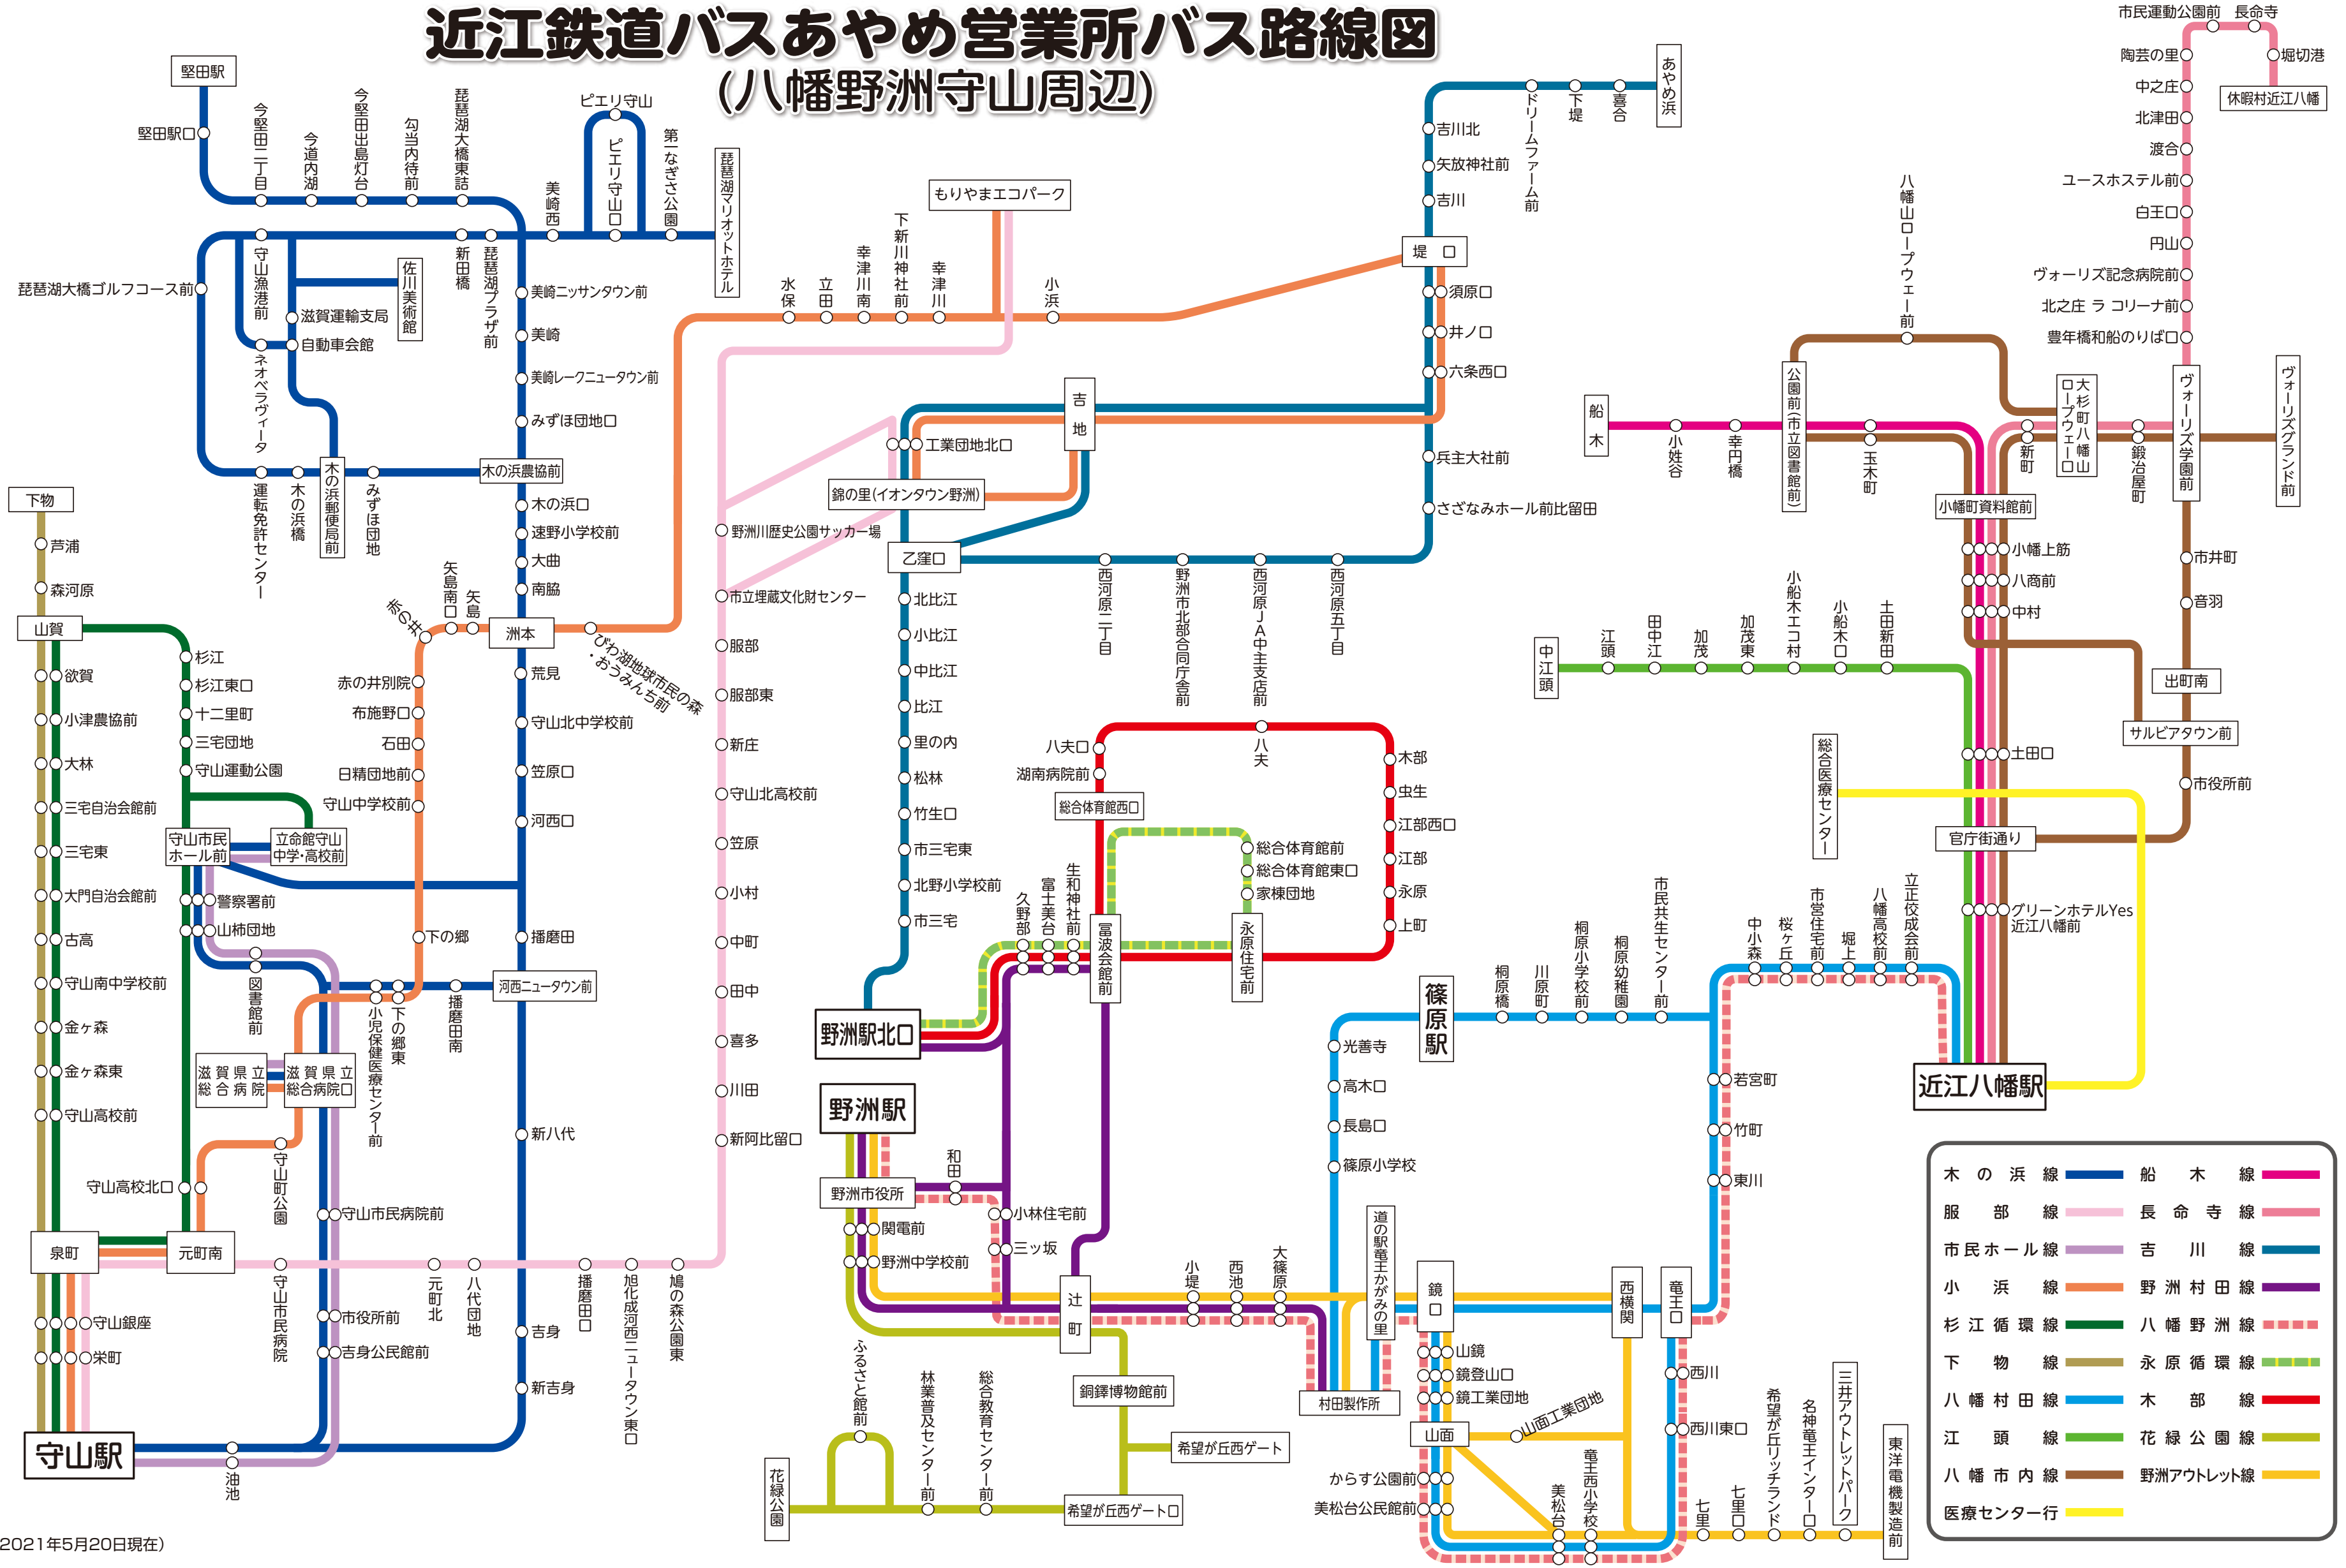 近江鉄道バスあやめ営業所バス路線図
(八幡野洲守山周辺)
堅田駅
堅田駅口
今堅田二丁目
今道内湖
今堅田出島灯台
勾当内侍前
琵琶湖大橋東詰
美崎西
ピエリ守山
ピエリ守山口
第一なぎさ公園
琵琶湖マリオットホテル
琵琶湖大橋ゴルフコース前
守山漁港前
新田橋
琵琶湖プラザ前
佐川美術館
滋賀運輸支局
自動車会館
ネオベラヴィータ
美崎ニッサンタウン前
美崎
美崎レークニュータウン前
みずほ団地口
運転免許センター
木の浜橋
木の浜郵便局前
みずほ団地
木の浜農協前
木の浜口
速野小学校前
大曲
南脇
洲本
荒見
守山北中学校前
笠原口
河西口
播磨田
河西ニュータウン前
新八代
吉身
新吉身
下物
芦浦
森河原
山賀
欲賀
小津農協前
大林
三宅自治会館前
三宅東
大門自治会館前
古高
守山南中学校前
金ヶ森
金ヶ森東
守山高校前
泉町
守山銀座
栄町
守山駅
油池
杉江
杉江東口
十二里町
三宅団地
守山運動公園
守山市民
ホール前
立命館守山
中学・高校前
警察署前
山柿団地
図書館前
滋賀県立
総合病院
滋賀県立
総合病院口
守山高校北口
元町南
守山町公園
守山市民病院前
市役所前
吉身公民館前
矢島南口
矢島
赤の井
赤の井別院
布施野口
石田
日精団地前
守山中学校前
下の郷
小児保健医療センター前
下の郷東
播磨田南
びわ湖地球市民の森
・おうみんち前
守山市民病院
元町北
八代団地
播磨田口
旭化成河西ニュータウン東口
鳩の森公園東
水保
立田
幸津川南
下新川神社前
幸津川
小浜
もりやまエコパーク
野洲川歴史公園サッカー場
市立埋蔵文化財センター
服部
服部東
新庄
守山北高校前
笠原
小村
中町
田中
喜多
川田
新阿比留口
あやめ浜
喜合
下堤
ドリームファーム前
吉川北
矢放神社前
吉川
堤口
須原口
井ノ口
六条西口
兵主大社前
さざなみホール前比留田
吉地
工業団地北口
錦の里(イオンタウン野洲)
乙窪口
西河原二丁目
野洲市北部合同庁舎前
西河原JA中主支店前
西河原五丁目
北比江
小比江
中比江
比江
里の内
松林
竹生口
市三宅東
北野小学校前
市三宅
野洲駅北口
久野部
富士美台
生和神社前
冨波会館前
総合体育館西口
湖南病院前
八夫口
八夫
木部
虫生
江部西口
江部
永原
上町
総合体育館前
総合体育館東口
家棟団地
永原住宅前
野洲駅
野洲市役所
和田
関電前
野洲中学校前
小林住宅前
三ッ坂
辻町
小堤
西池
大篠原
銅鐸博物館前
希望が丘西ゲート
希望が丘西ゲート口
総合教育センター前
林業普及センター前
ふるさと館前
花緑公園
村田製作所
道の駅竜王かがみの里
鏡口
西横関
竜王口
山鏡
鏡登山口
鏡工業団地
山面
山面工業団地
からす公園前
美松台公民館前
美松台
竜王西小学校
西川
西川東口
七里
七里口
希望が丘リッチランド
名神竜王インター口
三井アウトレットパーク
東洋電機製造前
光善寺
高木口
長島口
篠原小学校
篠原駅
桐原橋
川原町
桐原小学校前
桐原幼稚園
市民共生センター前
若宮町
竹町
東川
中小森
桜ヶ丘
市営住宅前
堀上
八幡高校前
立正佼成会前
近江八幡駅
市民運動公園前
長命寺
堀切港
休暇村近江八幡
陶芸の里
中之庄
北津田
渡合
ユースホステル前
白王口
円山
ヴォーリズ記念病院前
北之庄 ラ コリーナ前
豊年橋和船のりば口
ヴォーリズ学園前
ヴォーリズグランド前
鍛冶屋町
大杉町八幡山
ロープウェー口
新町
八幡山ロープウェー前
公園前(市立図書館前)
玉木町
幸円橋
小姓谷
船木
小幡町資料館前
小幡上筋
八商前
中村
市井町
音羽
出町南
サルビアタウン前
市役所前
土田口
官庁街通り
グリーンホテルYes
近江八幡前
中江頭
江頭
田中江
加茂
加茂東
小船木エコ村
小船木口
土田新田
総合医療センター
木の浜線
服部線
市民ホール線
小浜線
杉江循環線
下物線
八幡村田線
江頭線
八幡市内線
医療センター行
船木線
長命寺線
吉川線
野洲村田線
八幡野洲線
永原循環線
木部線
花緑公園線
野洲アウトレット線
2021年5月20日現在)